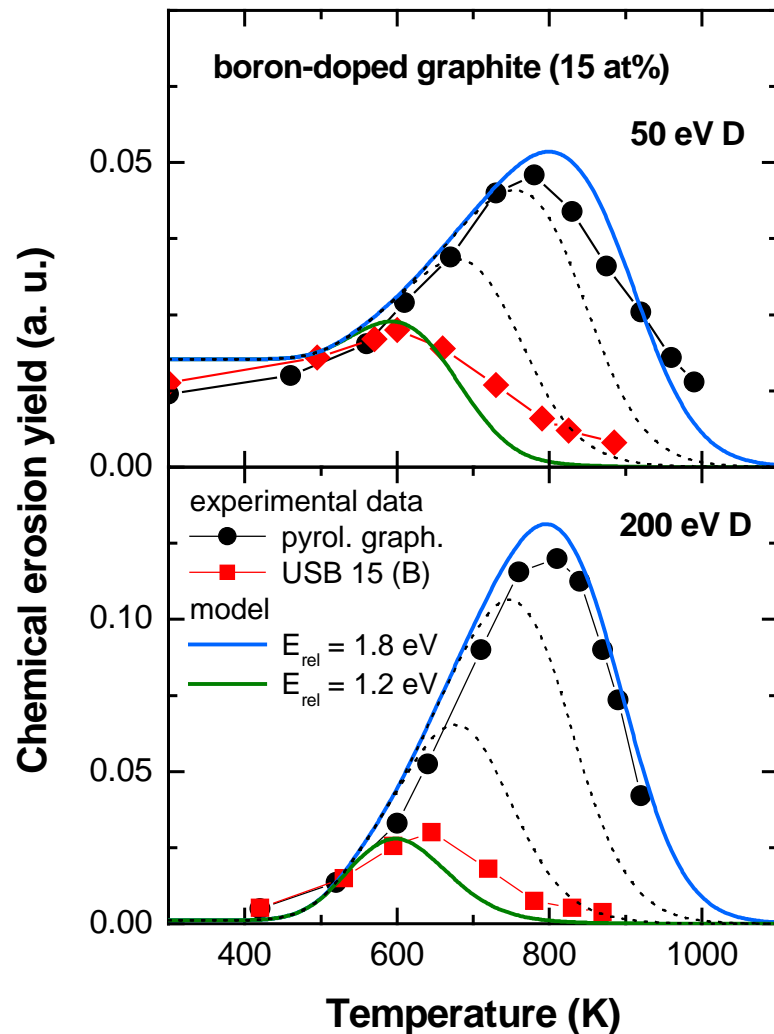 boron-doped graphite (15 at%)
50 eV D
0.05
0.00
experimental data
pyrol. graph.
USB 15 (B)
model
E_rel = 1.8 eV
E_rel = 1.2 eV
200 eV D
0.10
0.05
0.00
400 600 800 1000
Temperature (K)
Chemical erosion yield (a. u.)